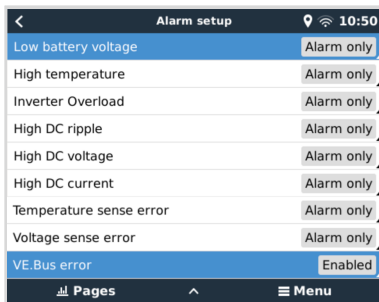 Alarm setup 10:50
Low battery voltage Alarm only
High temperature Alarm only
Inverter Overload Alarm only
High DC ripple Alarm only
High DC voltage Alarm only
High DC current Alarm only
Temperature sense error Alarm only
Voltage sense error Alarm only
VE.Bus error Enabled
Pages Menu